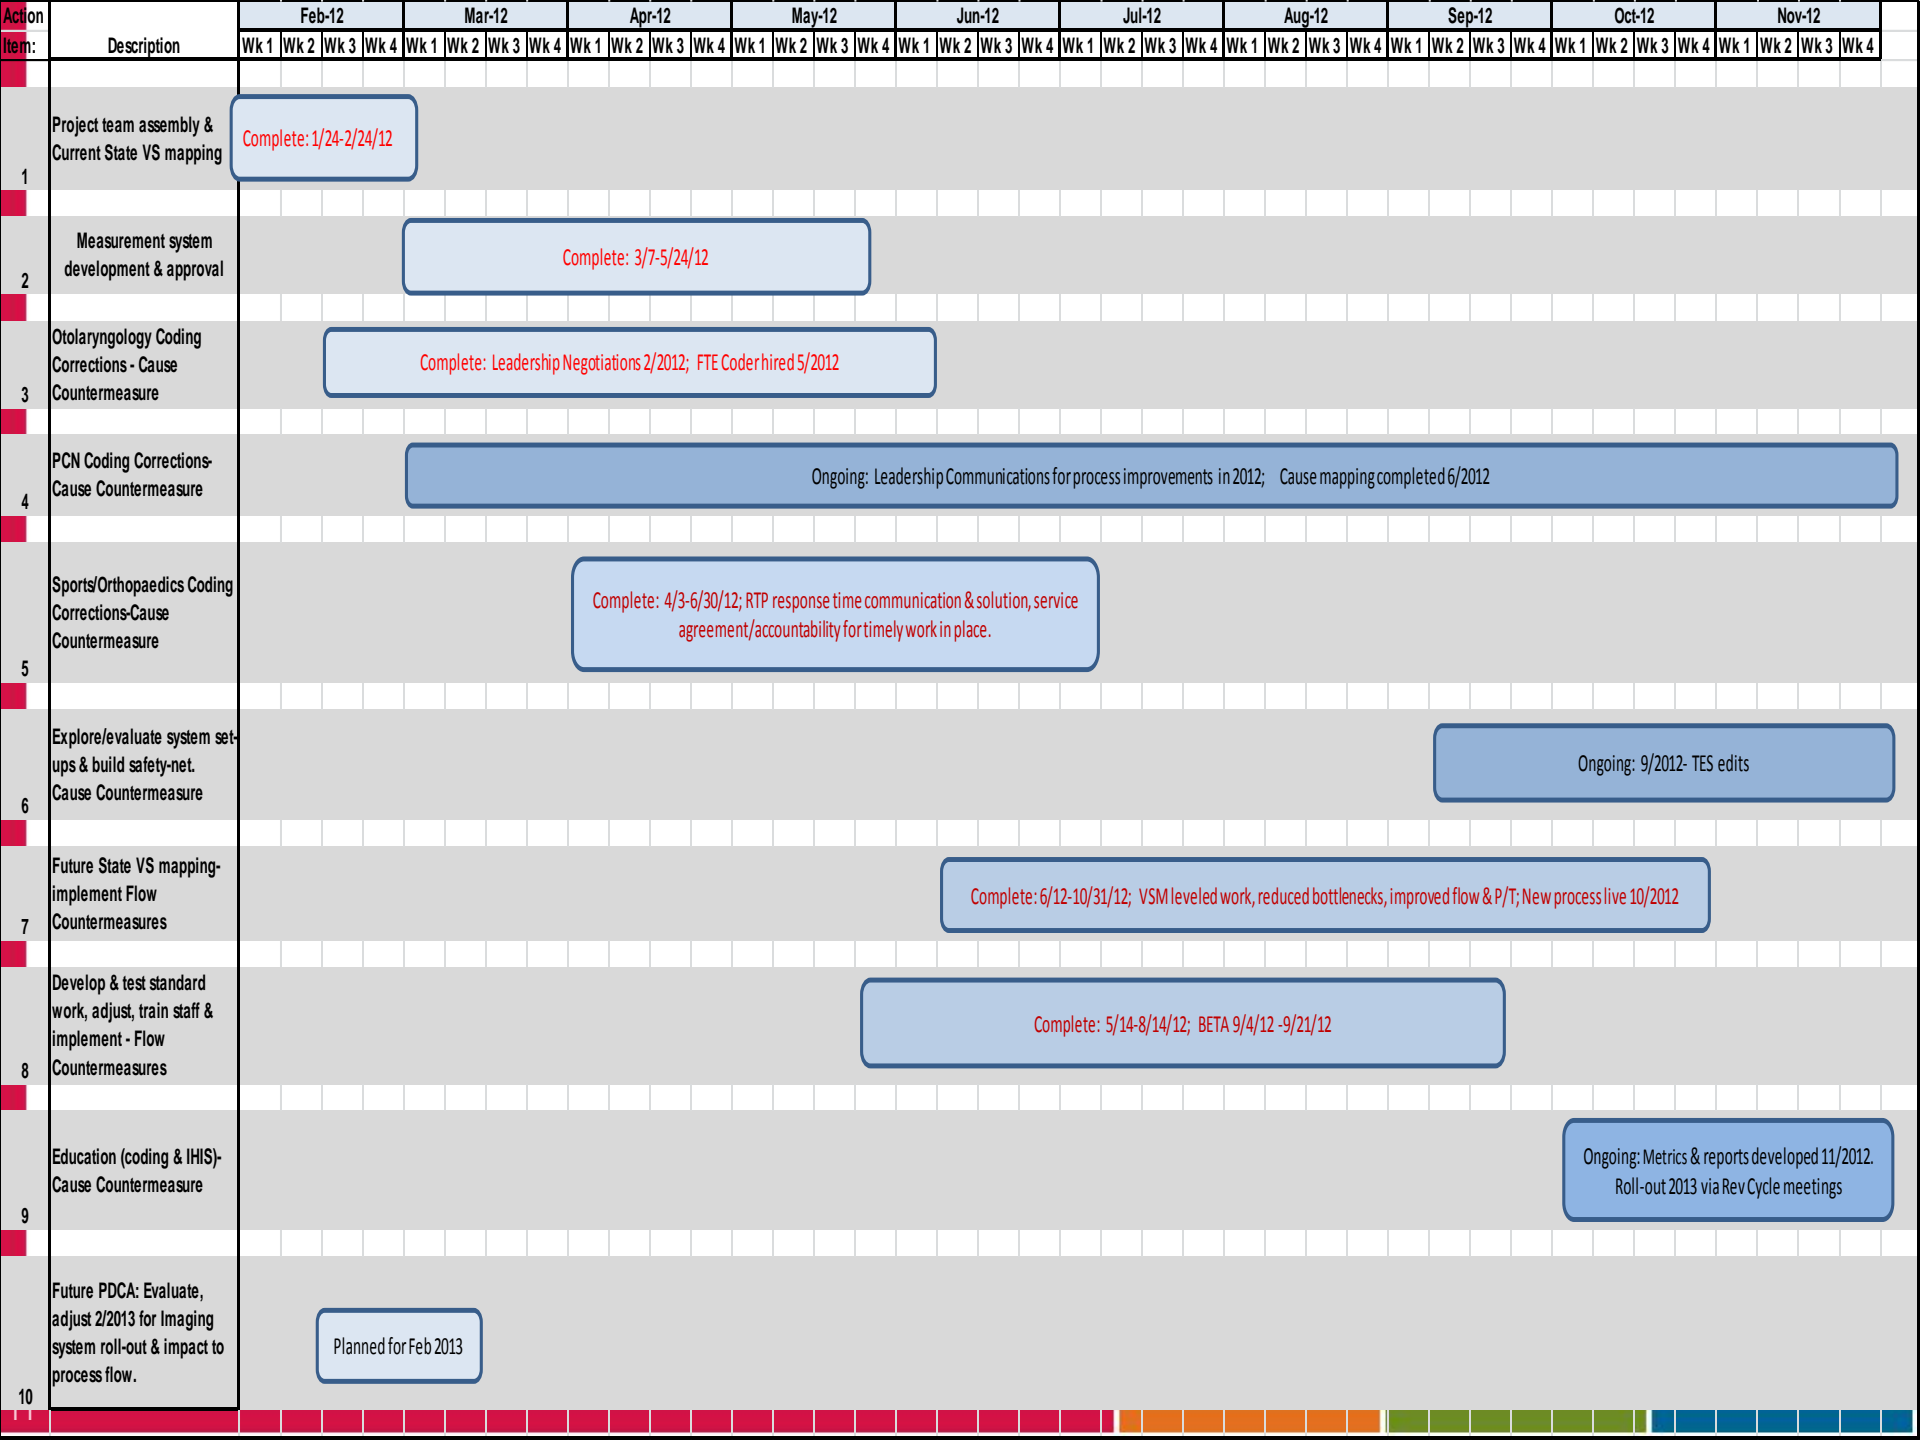 Action Feb-12 Mar-12 Apr-12 May-12 Jun-12 Jul-12 Aug-12 Sep-12 Oct-12 Nov-12
Item: Description Wk 1 Wk 2 Wk 3 Wk 4 Wk 1 Wk 2 Wk 3 Wk 4 Wk 1 Wk 2 Wk 3 Wk 4 Wk 1 Wk 2 Wk 3 Wk 4 Wk 1 Wk 2 Wk 3 Wk 4 Wk 1 Wk 2 Wk 3 Wk 4 Wk 1 Wk 2 Wk 3 Wk 4 Wk 1 Wk 2 Wk 3 Wk 4 Wk 1 Wk 2 Wk 3 Wk 4 Wk 1 Wk 2 Wk 3 Wk 4
Project team assembly &
Current State VS mapping
1
Complete: 1/24-2/24/12
Measurement system
development & approval
2
Complete: 3/7-5/24/12
Otolaryngology Coding
Corrections - Cause
Countermeasure
3
Complete: Leadership Negotiations 2/2012; FTE Coder hired 5/2012
PCN Coding Corrections-
Cause Countermeasure
4
Ongoing: Leadership Communications for process improvements in 2012; Cause mapping completed 6/2012
Sports/Orthopaedics Coding
Corrections-Cause
Countermeasure
5
Complete: 4/3-6/30/12; RTP response time communication & solution, service
agreement/accountability for timely work in place.
Explore/evaluate system set-
ups & build safety-net.
Cause Countermeasure
6
Ongoing: 9/2012- TES edits
Future State VS mapping-
implement Flow
Countermeasures
7
Complete: 6/12-10/31/12; VSM leveled work, reduced bottlenecks, improved flow & P/T; New process live 10/2012
Develop & test standard
work, adjust, train staff &
implement - Flow
Countermeasures
8
Complete: 5/14-8/14/12; BETA 9/4/12 -9/21/12
Education (coding & IHIS)-
Cause Countermeasure
9
Ongoing: Metrics & reports developed 11/2012.
Roll-out 2013 via Rev Cycle meetings
Future PDCA: Evaluate,
adjust 2/2013 for Imaging
system roll-out & impact to
process flow.
10
Planned for Feb 2013